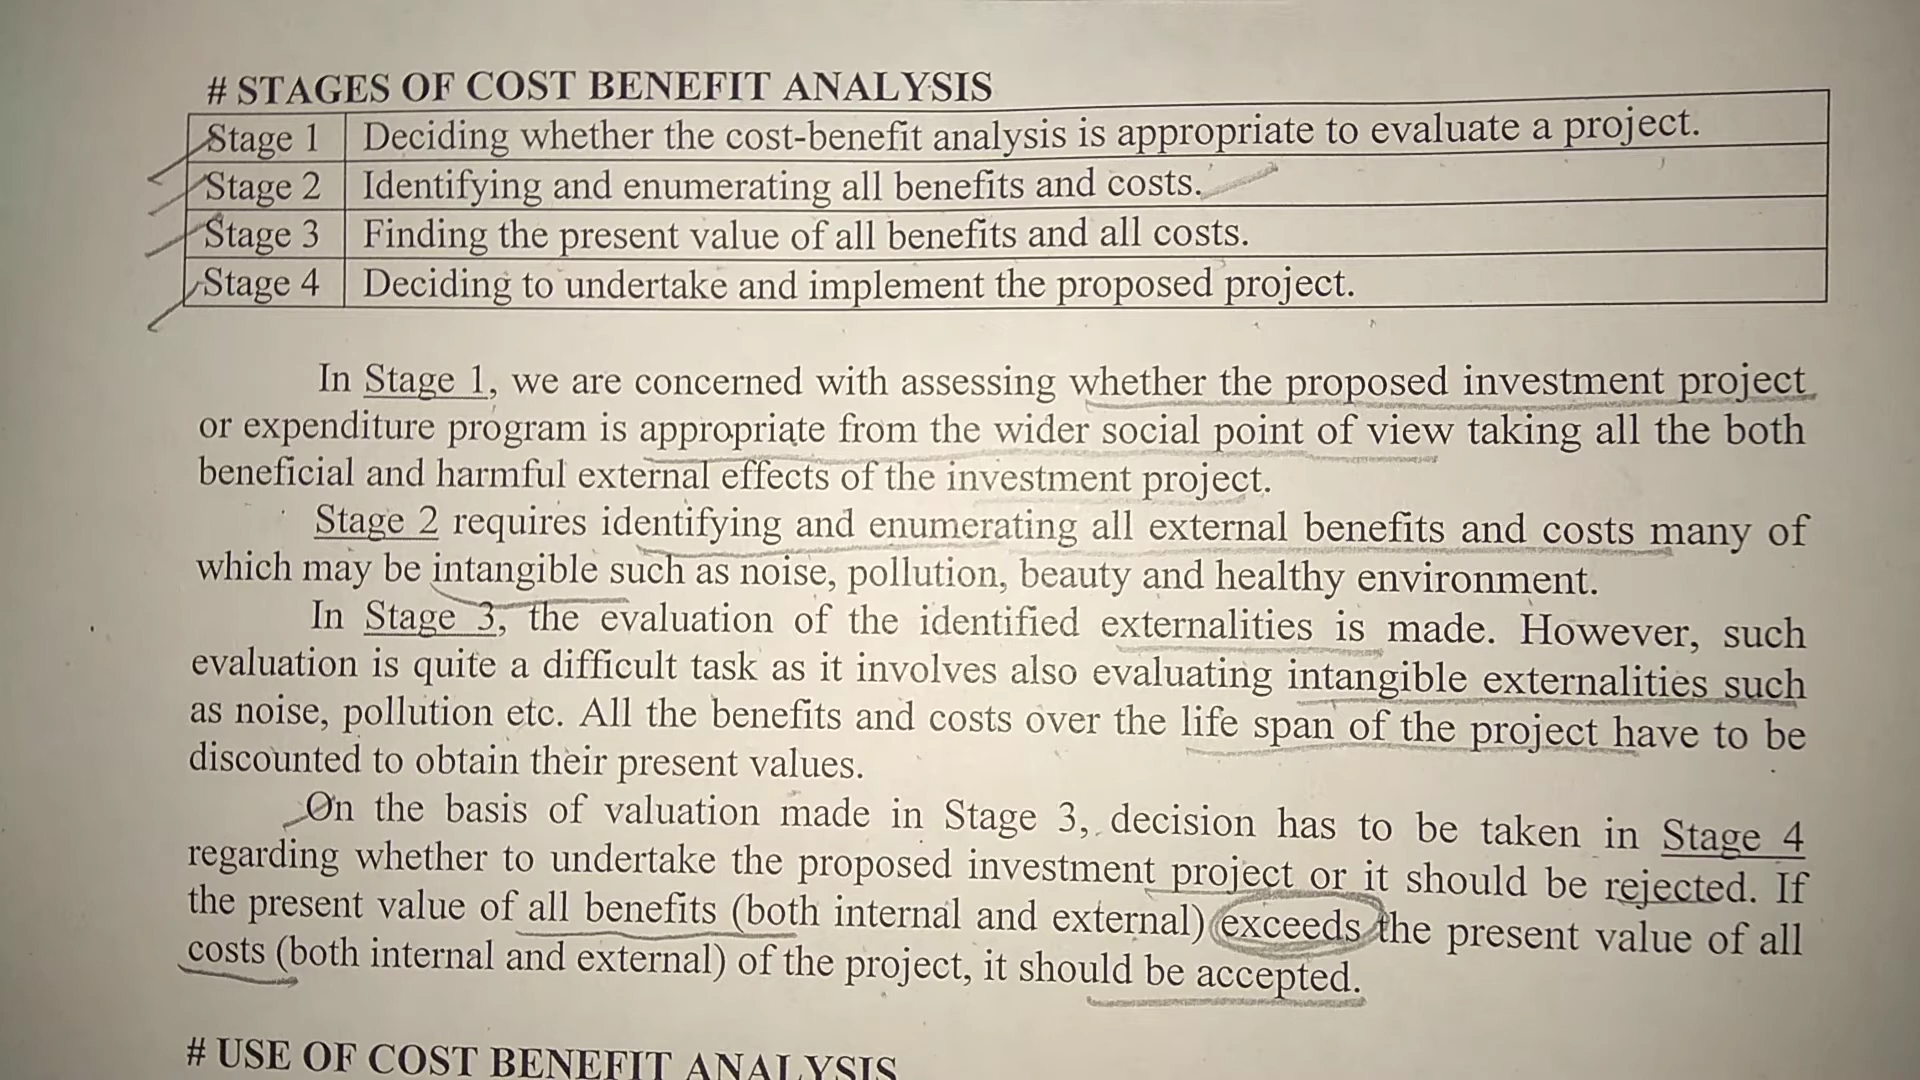 # STAGES OF COST BENEFIT ANALYSIS
Stage 1 Deciding whether the cost-benefit analysis is appropriate to evaluate a project.
Stage 2 Identifying and enumerating all benefits and costs.
Stage 3 Finding the present value of all benefits and all costs.
Stage 4 Deciding to undertake and implement the proposed project.
In Stage 1, we are concerned with assessing whether the proposed investment project
or expenditure program is appropriate from the wider social point of view taking all the both
beneficial and harmful external effects of the investment project.
Stage 2 requires identifying and enumerating all external benefits and costs many of
which may be intangible such as noise, pollution, beauty and healthy environment.
In Stage 3, the evaluation of the identified externalities is made. However, such
evaluation is quite a difficult task as it involves also evaluating intangible externalities such
as noise, pollution etc. All the benefits and costs over the life span of the project have to be
discounted to obtain their present values.
On the basis of valuation made in Stage 3, decision has to be taken in Stage 4
regarding whether to undertake the proposed investment project or it should be rejected. If
the present value of all benefits (both internal and external) exceeds the present value of all
costs (both internal and external) of the project, it should be accepted.
# USE OF COST BENEFIT ANALYSIS